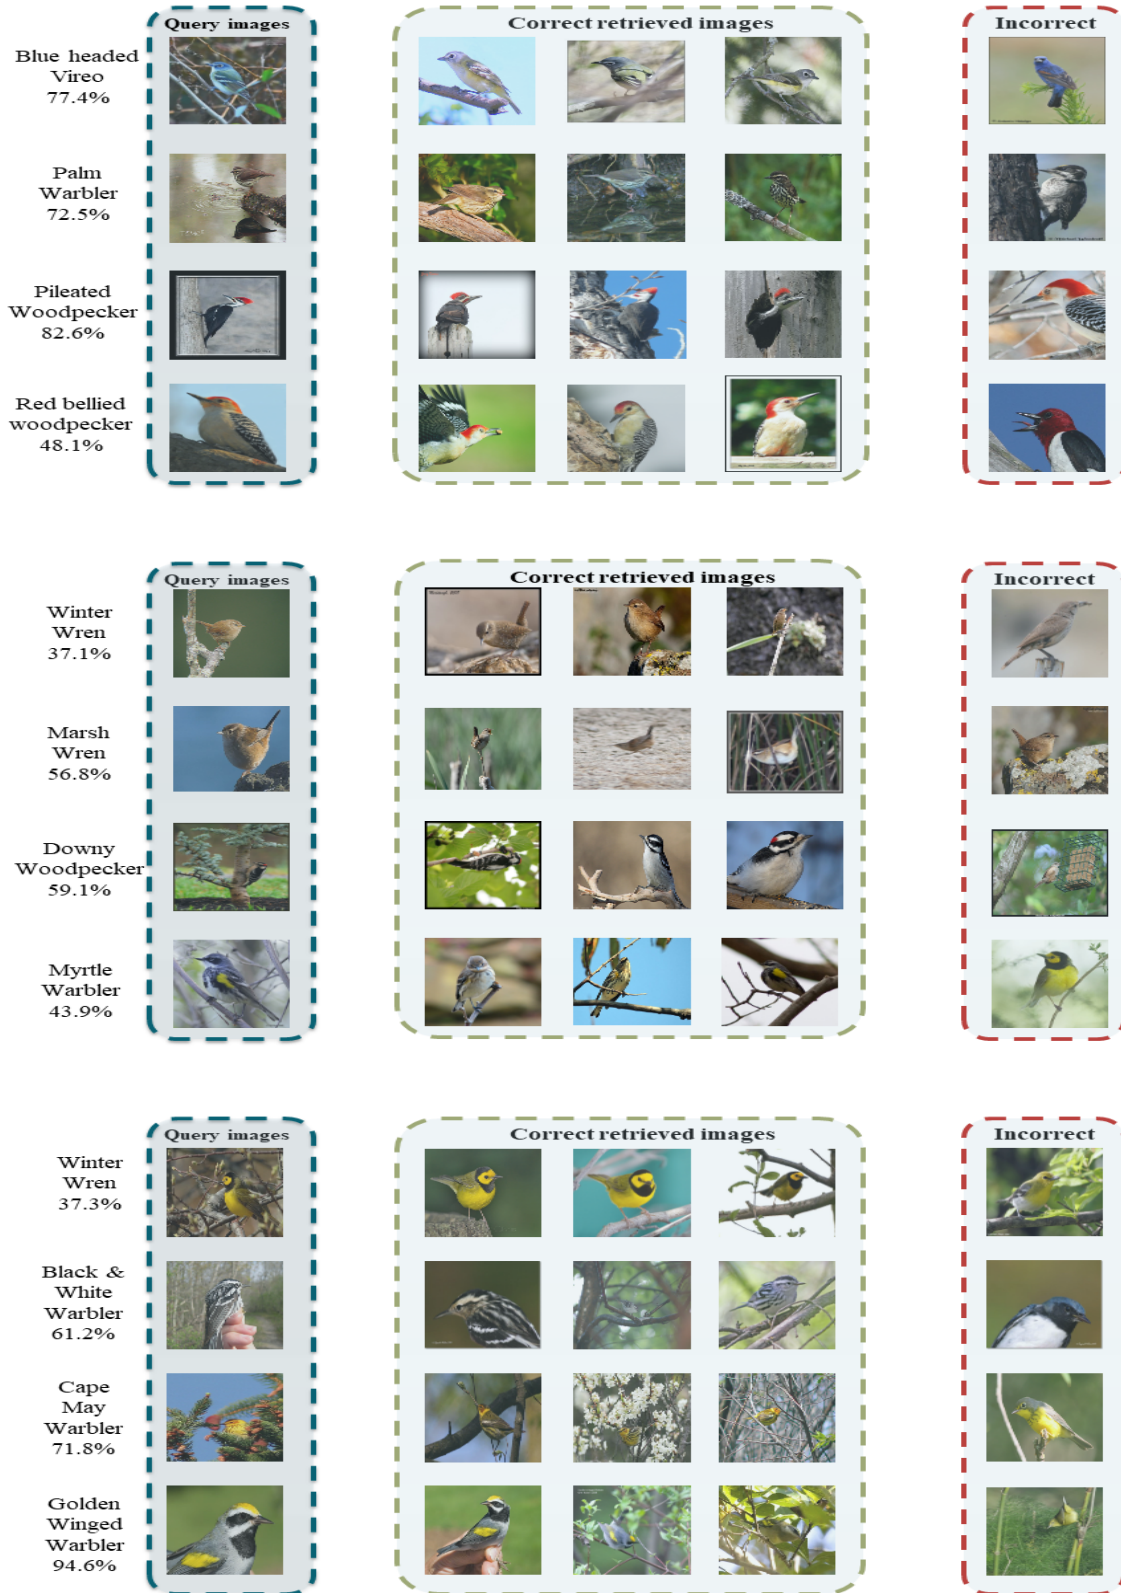 Query images
Correct retrieved images
Incorrect
Blue headed
Vireo
77.4%
Palm
Warbler
72.5%
Pileated
Woodpecker
82.6%
Red bellied
woodpecker
48.1%
Query images
Correct retrieved images
Incorrect
Winter
Wren
37.1%
Marsh
Wren
56.8%
Downy
Woodpecker
59.1%
Myrtle
Warbler
43.9%
Query images
Correct retrieved images
Incorrect
Winter
Wren
37.3%
Black &
White
Warbler
61.2%
Cape
May
Warbler
71.8%
Golden
Winged
Warbler
94.6%